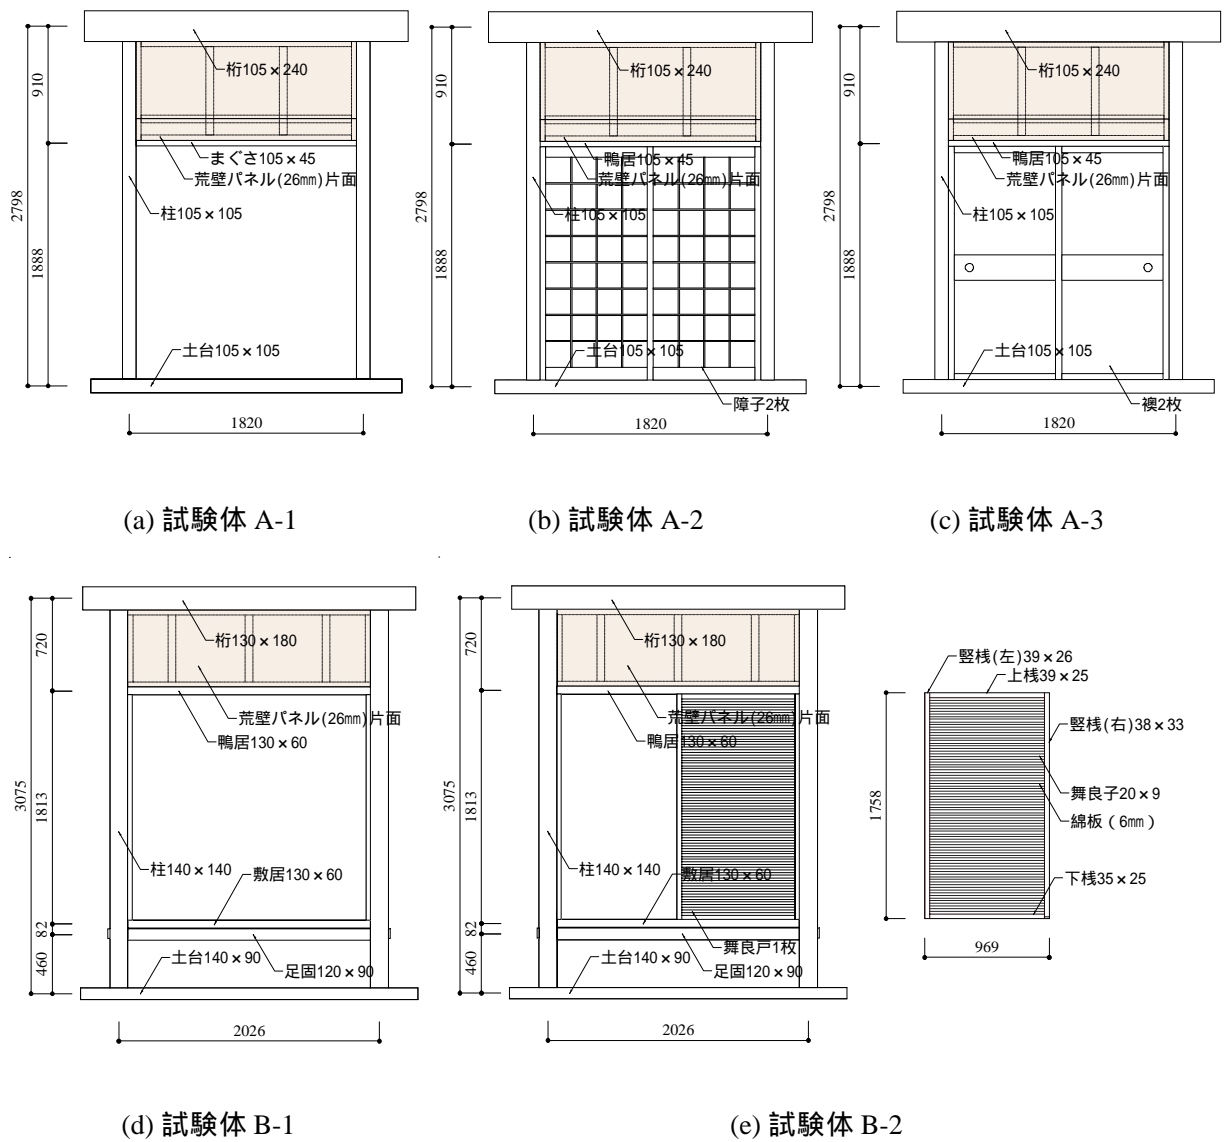 桁105×240
910
まぐさ105×45
荒壁パネル(26㎜)片面
2798
柱105×105
1888
土台105×105
1820
(a) 試験体 A-1
桁105×240
910
鴨居105×45
荒壁パネル(26㎜)片面
2798
柱105×105
1888
土台105×105
障子2枚
1820
(b) 試験体 A-2
桁105×240
910
鴨居105×45
荒壁パネル(26㎜)片面
2798
柱105×105
1888
土台105×105
襖2枚
1820
(c) 試験体 A-3
桁130×180
720
荒壁パネル(26㎜)片面
鴨居130×60
3075
1813
柱140×140
敷居130×60
82
460
土台140×90
足固120×90
2026
(d) 試験体 B-1
桁130×180
720
荒壁パネル(26㎜)片面
鴨居130×60
3075
1813
柱140×140
敷居130×60
82
舞良戸1枚
460
土台140×90
足固120×90
2026
竪桟(左)39×26
上桟39×25
竪桟(右)38×33
1758
舞良子20×9
綿板(6㎜)
下桟35×25
969
(e) 試験体 B-2